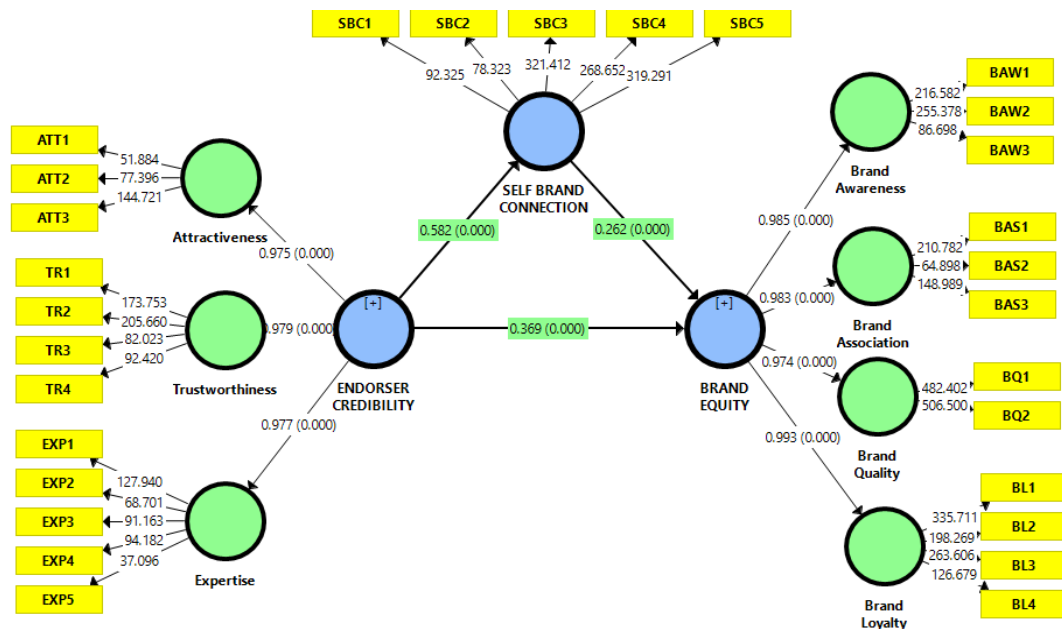 SBC1
SBC2
SBC3
SBC4
SBC5
92.325
78.323
321.412
268.652
319.291
SELF BRAND
CONNECTION
ATT1
ATT2
ATT3
51.884
77.396
144.721
Attractiveness
0.975 (0.000)
TR1
TR2
TR3
TR4
173.753
205.660
82.023
92.420
Trustworthiness
0.979 (0.000)
EXP1
EXP2
EXP3
EXP4
EXP5
127.940
68.701
91.163
94.182
37.096
Expertise
0.977 (0.000)
[+]
ENDORSER
CREDIBILITY
0.582 (0.000)
0.262 (0.000)
0.369 (0.000)
[+]
BRAND
EQUITY
0.985 (0.000)
0.983 (0.000)
0.974 (0.000)
0.993 (0.000)
Brand
Awareness
216.582
255.378
86.698
BAW1
BAW2
BAW3
Brand
Association
210.782
64.898
148.989
BAS1
BAS2
BAS3
Brand
Quality
482.402
506.500
BQ1
BQ2
Brand
Loyalty
335.711
198.269
263.606
126.679
BL1
BL2
BL3
BL4